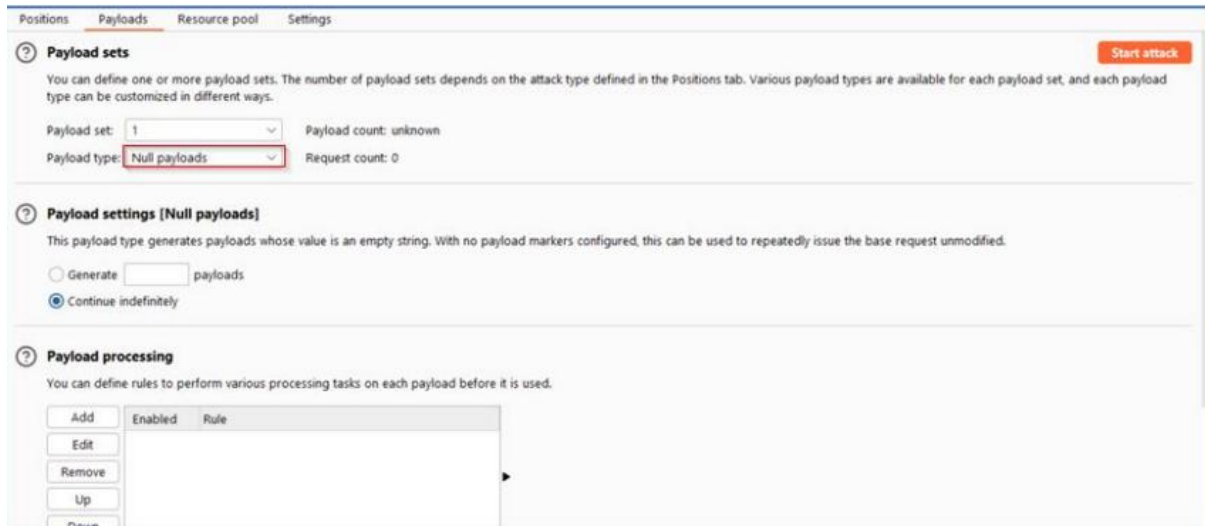 Positions Payloads Resource pool Settings
Payload sets
Start attack
You can define one or more payload sets. The number of payload sets depends on the attack type defined in the Positions tab. Various payload types are available for each payload set, and each payload
type can be customized in different ways.
Payload set: 1 Payload count: unknown
Payload type: Null payloads Request count: 0
Payload settings [Null payloads]
This payload type generates payloads whose value is an empty string. With no payload markers configured, this can be used to repeatedly issue the base request unmodified.
Generate payloads
Continue indefinitely
Payload processing
You can define rules to perform various processing tasks on each payload before it is used.
Add Enabled Rule
Edit
Remove
Up
Down